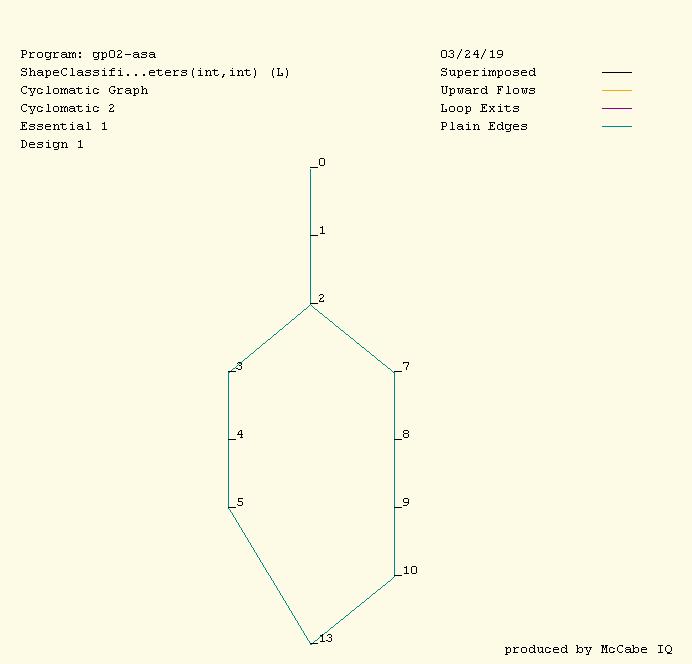 Program: gp02-asa
ShapeClassifi...eters(int,int) (L)
Cyclomatic Graph
Cyclomatic 2
Essential 1
Design 1
03/24/19
Superimposed
Upward Flows
Loop Exits
Plain Edges
0
1
2
3
7
4
8
5
9
10
13
produced by McCabe IQ